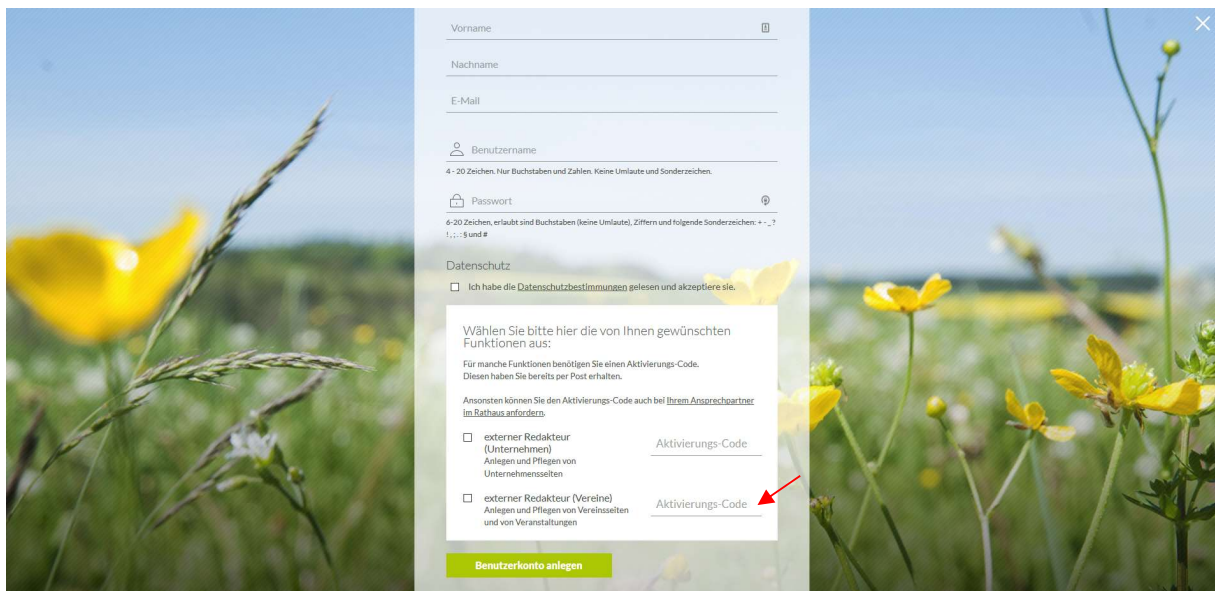 Vorname
Nachname
E-Mail
Benutzername
4 - 20 Zeichen. Nur Buchstaben und Zahlen. Keine Umlaute und Sonderzeichen.
Passwort
6-20 Zeichen, erlaubt sind Buchstaben (keine Umlaute), Ziffern und folgende Sonderzeichen: + - _ ?
! , ; . : § und #
Datenschutz
Ich habe die Datenschutzbestimmungen gelesen und akzeptiere sie.
Wählen Sie bitte hier die von Ihnen gewünschten
Funktionen aus:
Für manche Funktionen benötigen Sie einen Aktivierungs-Code.
Diesen haben Sie bereits per Post erhalten.
Ansonsten können Sie den Aktivierungs-Code auch bei Ihrem Ansprechpartner
im Rathaus anfordern.
externer Redakteur
(Unternehmen)
Anlegen und Pflegen von
Unternehmensseiten
Aktivierungs-Code
externer Redakteur (Vereine)
Anlegen und Pflegen von Vereinsseiten
und von Veranstaltungen
Aktivierungs-Code
Benutzerkonto anlegen